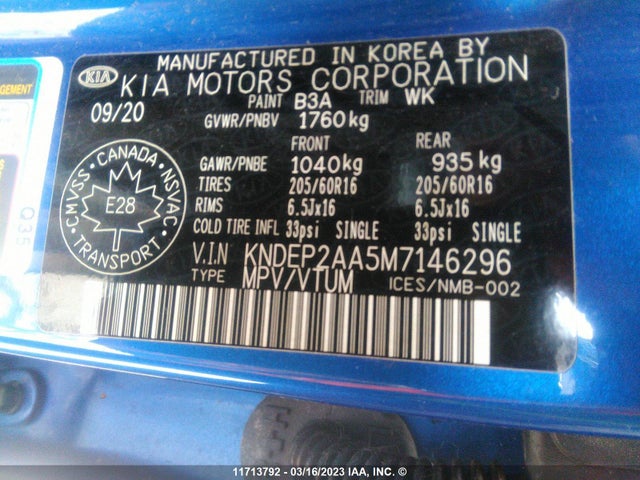 MANUFACTURED IN KOREA BY
KIA KIA MOTORS CORPORATION
09/20 PAINT B3A TRIM WK
GVWR/PNBV 1760kg
FRONT REAR
GAWR/PNBE 1040kg 935kg
TIRES 205/60R16 205/60R16
RIMS 6.5Jx16 6.5Jx16
COLD TIRE INFL 33psi SINGLE 33psi SINGLE
V.I.N KNDEP2AA5M7146296
TYPE MPV/VTUM ICES/NMB-002
CANADA
CMVSS NSVAC
E28
TRANSPORT
GEMENT
Q35
11713792 - 03/16/2023 IAA, INC. ©